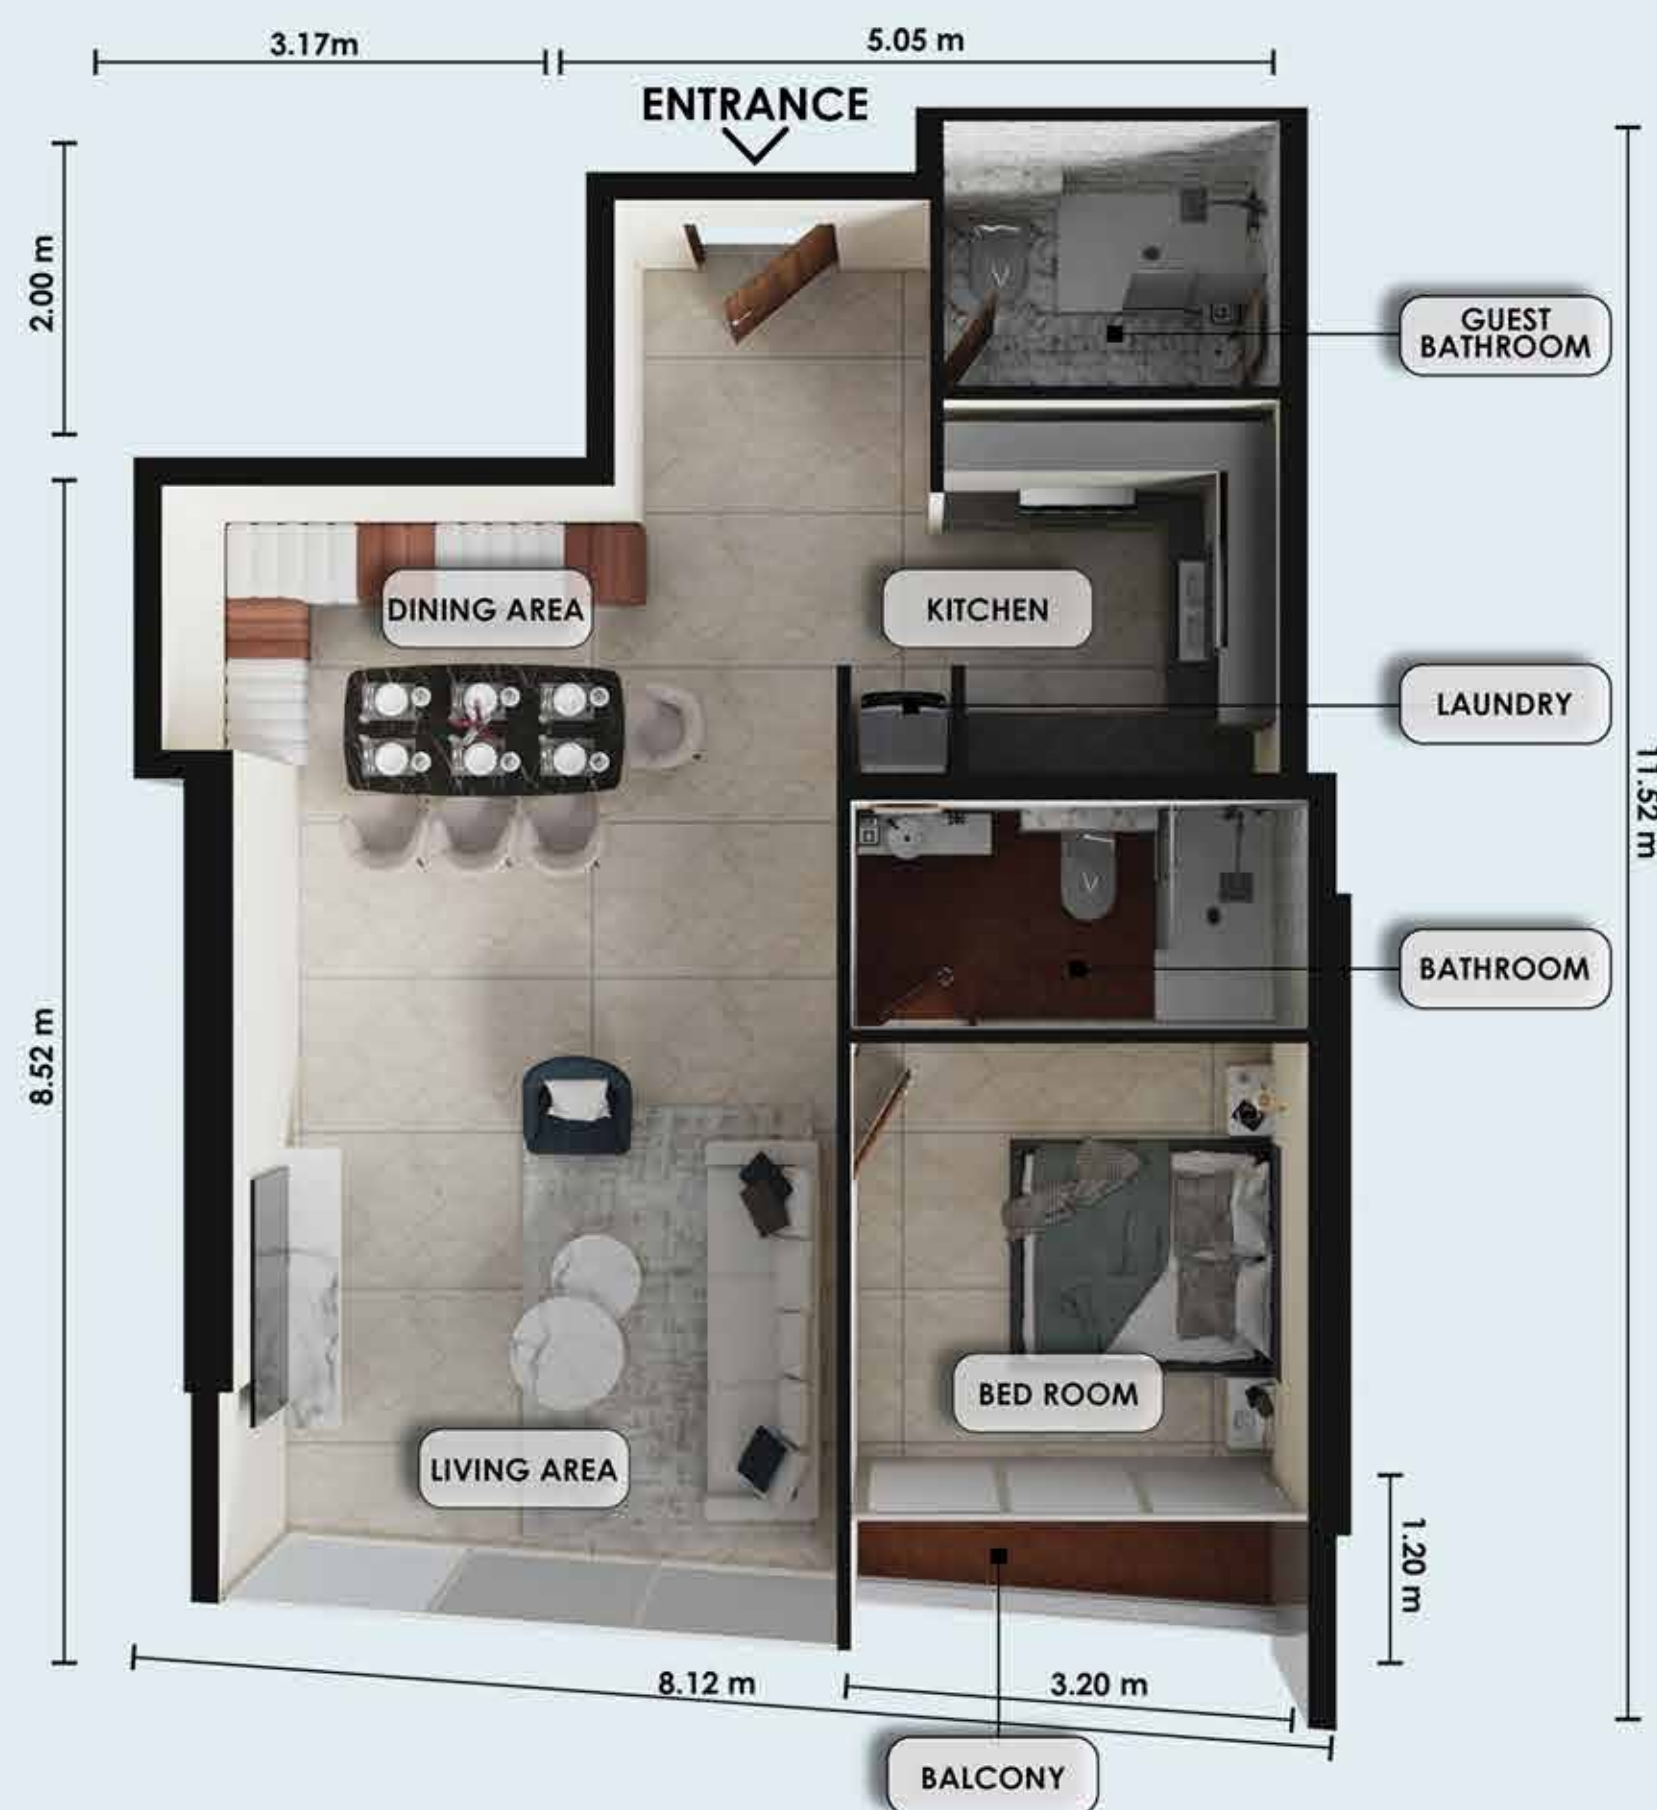 3.17m
5.05 m
ENTRANCE
2.00 m
GUEST
BATHROOM
DINING AREA
KITCHEN
LAUNDRY
11.52 m
BATHROOM
8.52 m
BED ROOM
LIVING AREA
1.20 m
8.12 m
3.20 m
BALCONY